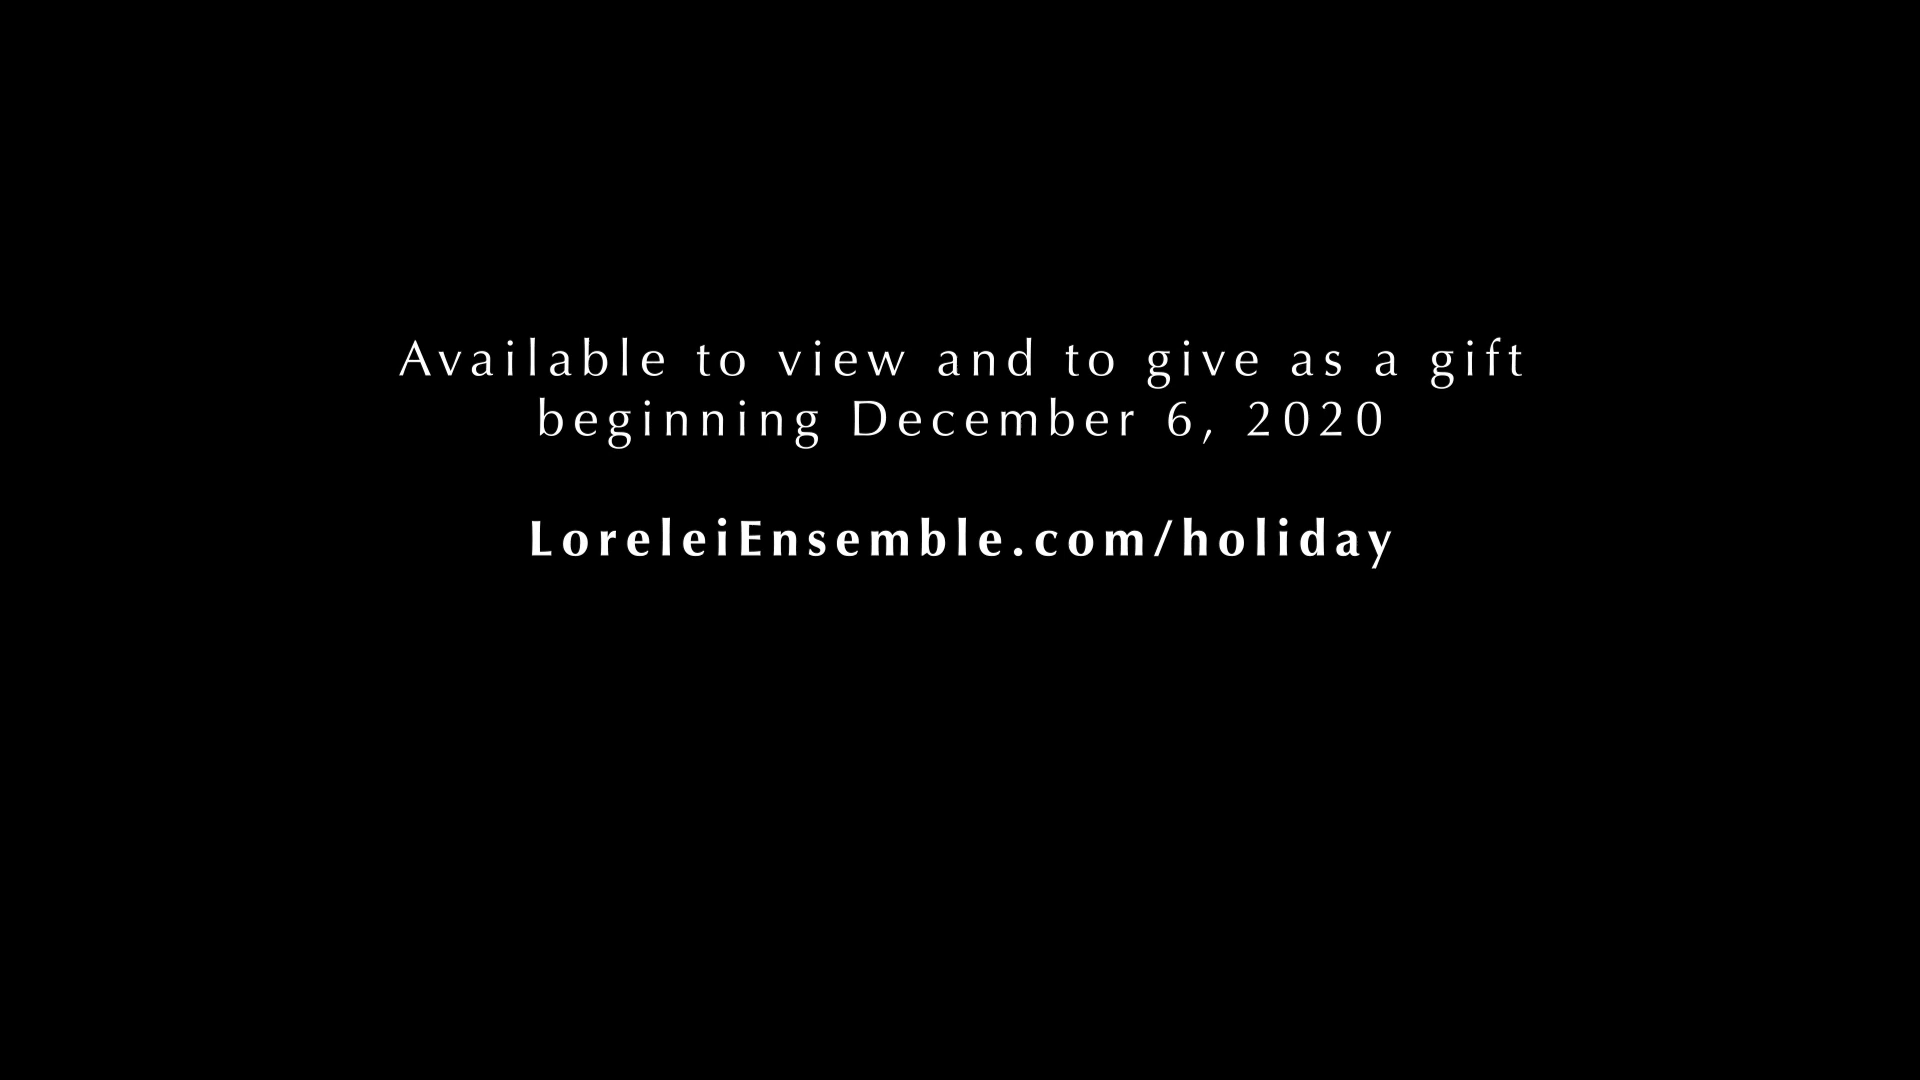 Available to view and to give as a gift
beginning December 6, 2020
LoreleiEnsemble.com/holiday